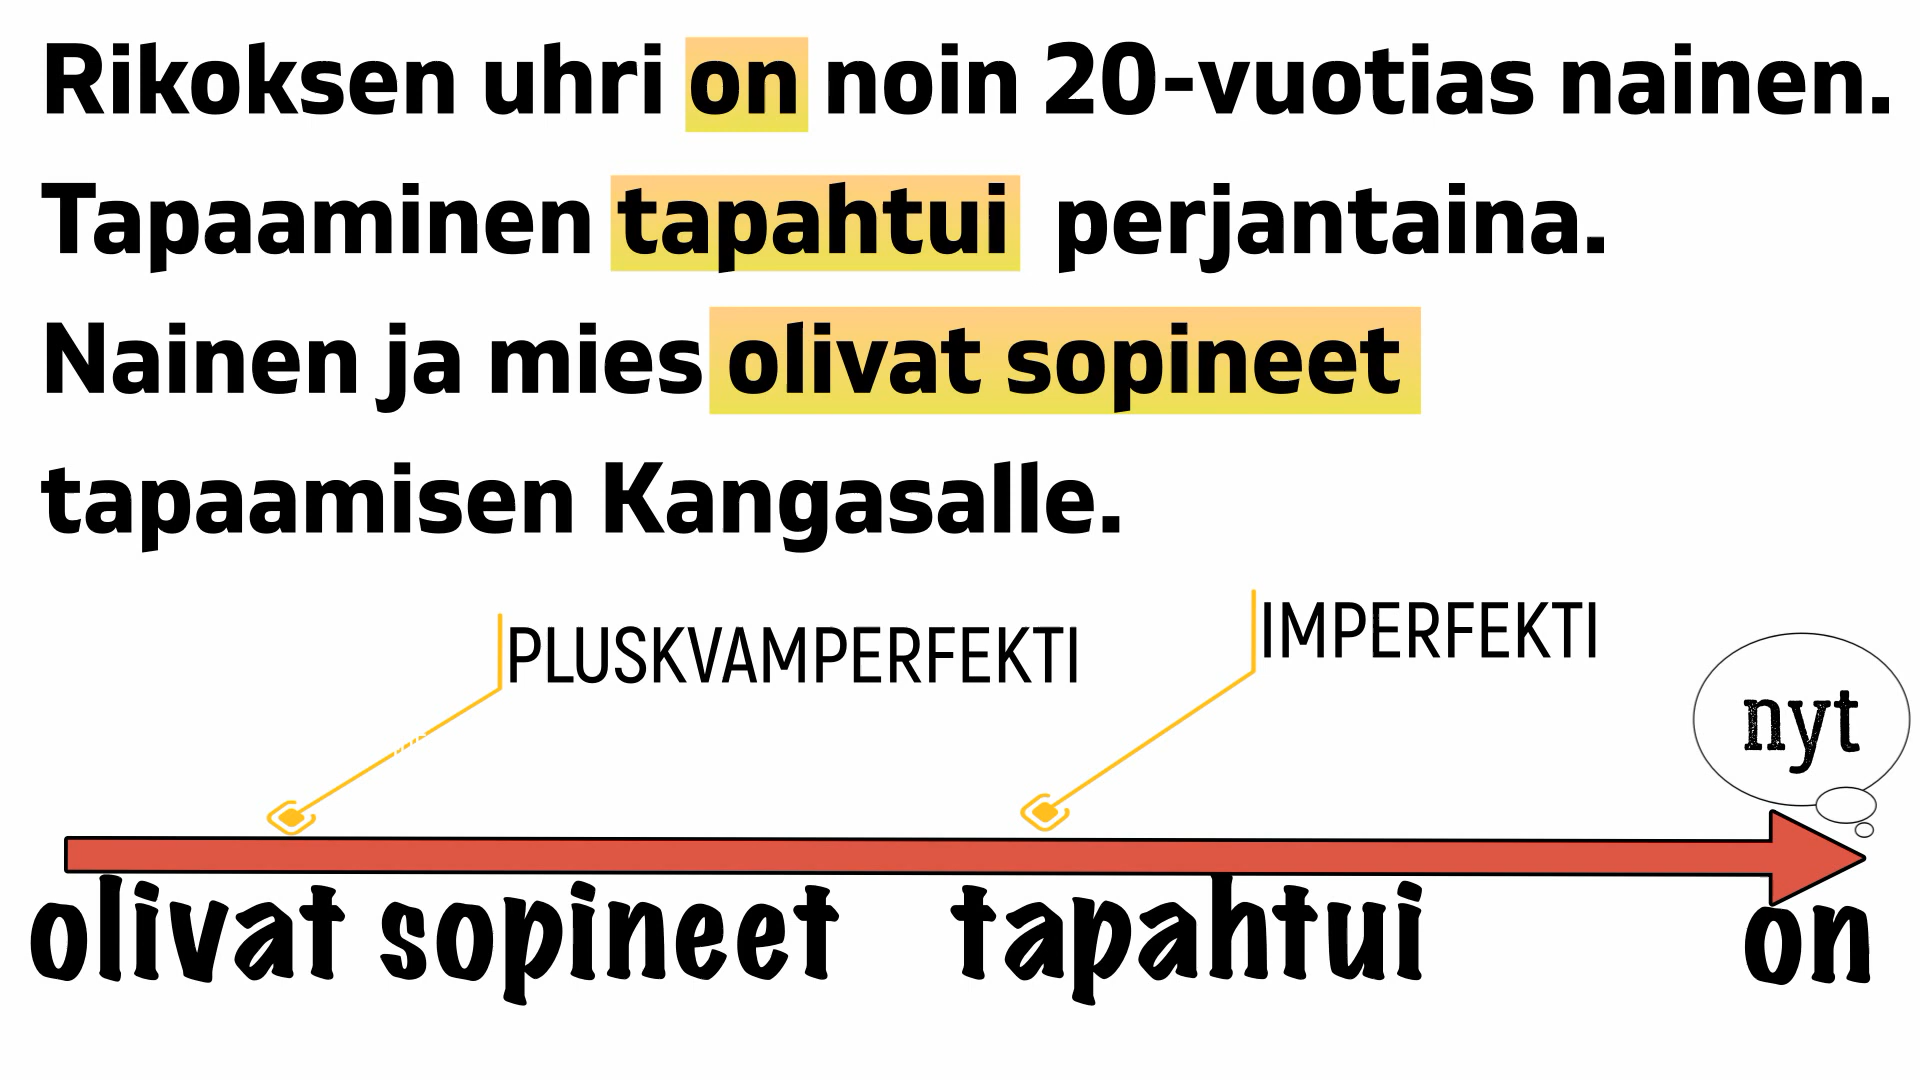 Rikoksen uhri on noin 20-vuotias nainen.
Tapaaminen tapahtui perjantaina.
Nainen ja mies olivat sopineet
tapaamisen Kangasalle.
PLUSKVAMPERFEKTI
IMPERFEKTI
nyt
olivat sopineet
tapahtui
on